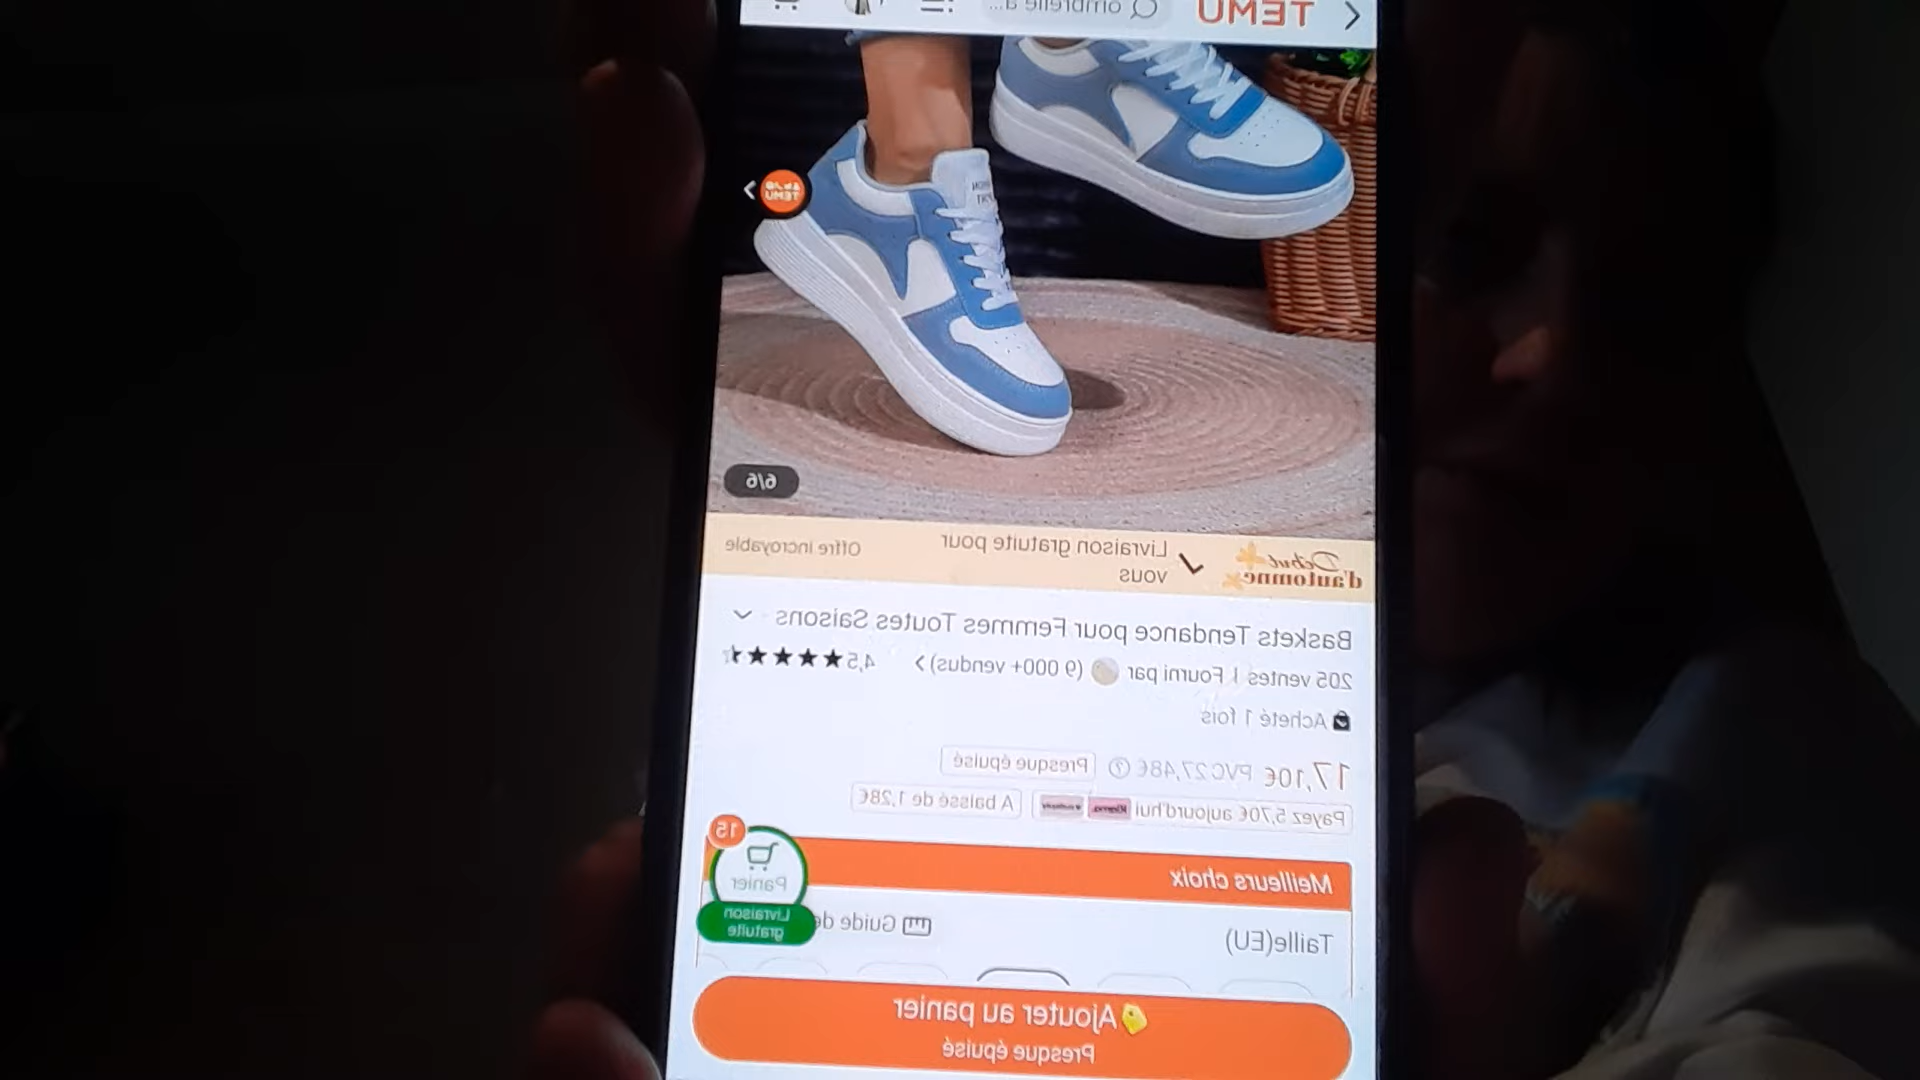 TEMU
ombrelle a...
TEMU
6/6
Début
d'automne
Livraison gratuite pour
vous
Offre incroyable
Baskets Tendance pour Femmes Toutes Saisons
205 ventes | Fourni par (9 000+ vendus) > 4,5 ★★★★
Acheté 1 fois
17,10€ PVC27,48€ ? Presque épuisé
Payez 5,70€ aujourd'hui Klarna. A baissé de 1,28€
15
Meilleurs choix
Panier
Livraison
gratuite
Taille(EU)
Guide de
Ajouter au panier
Presque épuisé